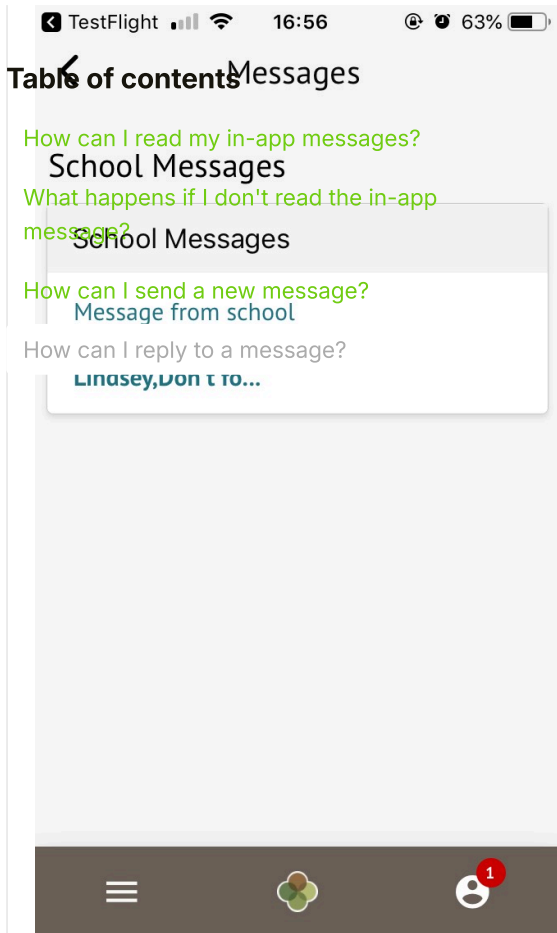 TestFlight 16:56 63%
Table of contents
Messages
How can I read my in-app messages?
School Messages
What happens if I don't read the in-app
message?
School Messages
How can I send a new message?
Message from school
How can I reply to a message?
Lindsey,Don't fo...
1